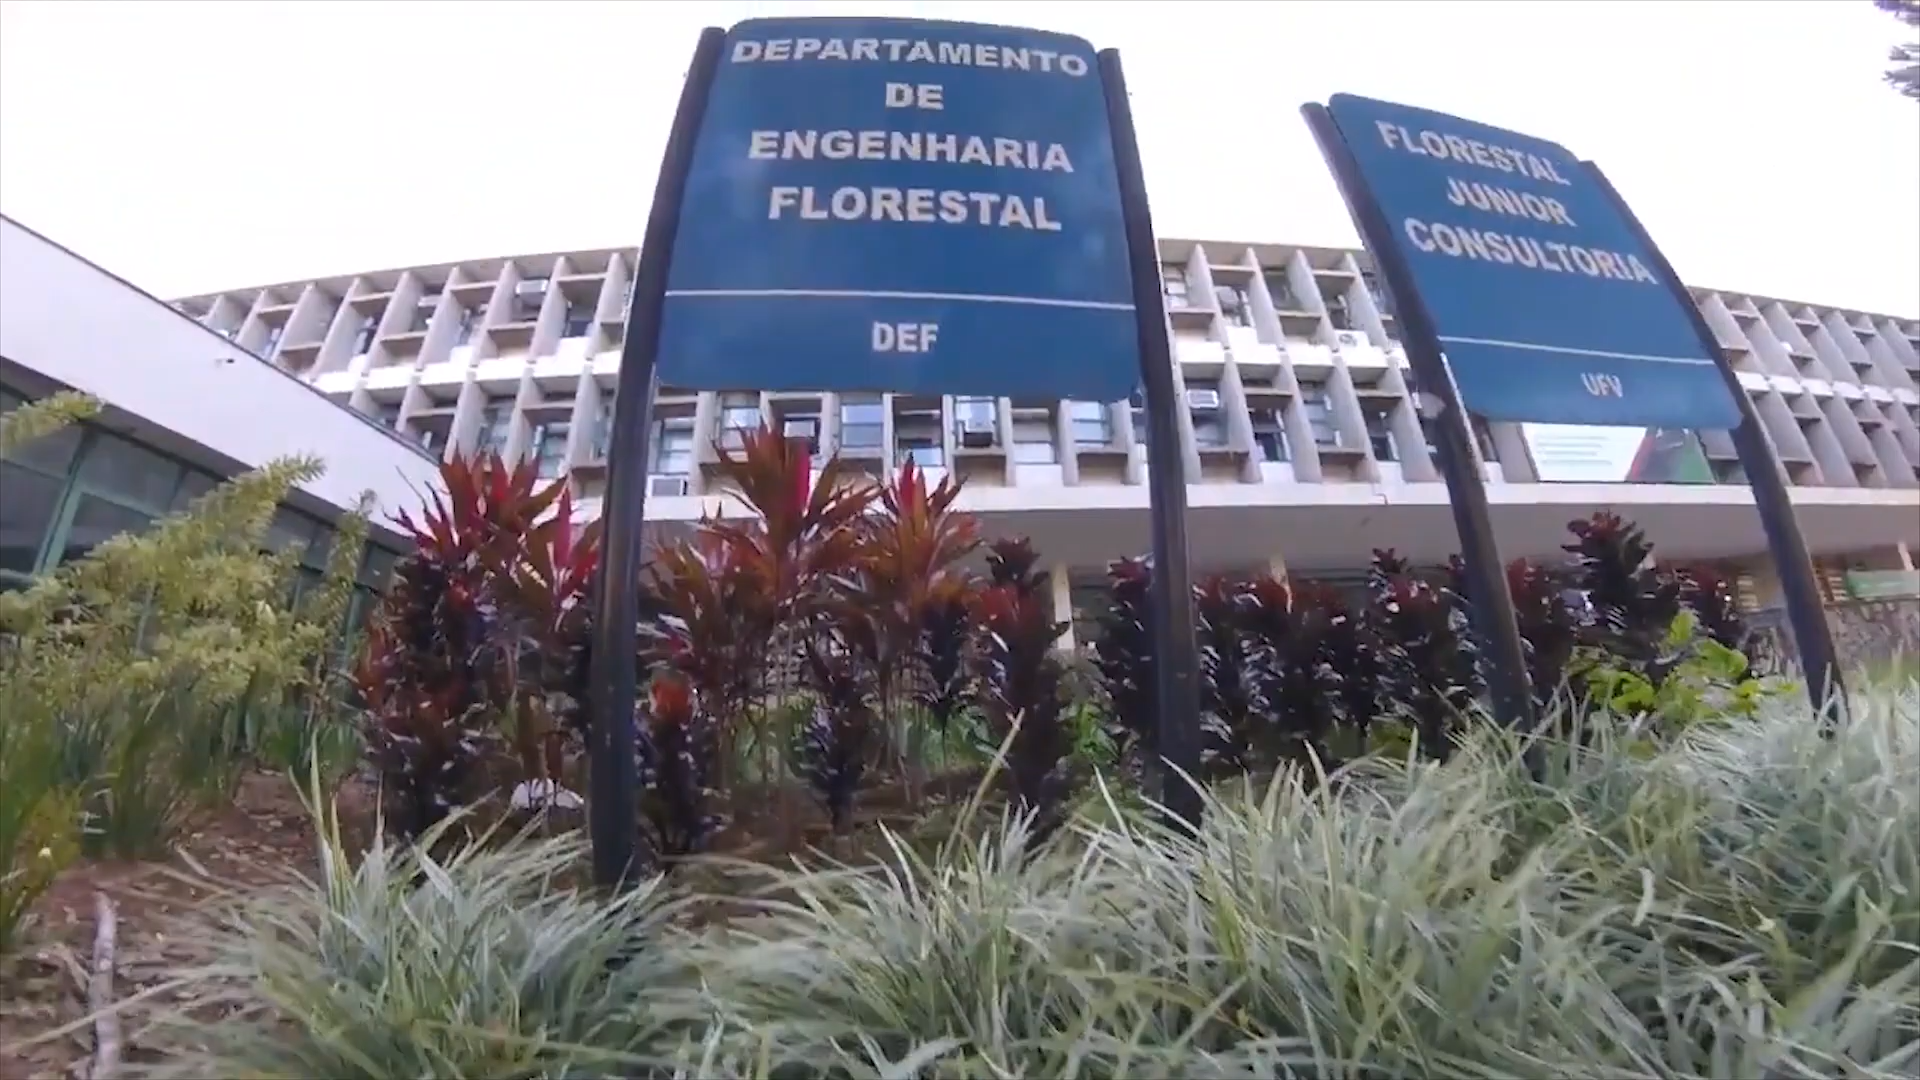 DEPARTAMENTO
DE
ENGENHARIA
FLORESTAL
DEF
FLORESTAL
JUNIOR
CONSULTORIA
UFV